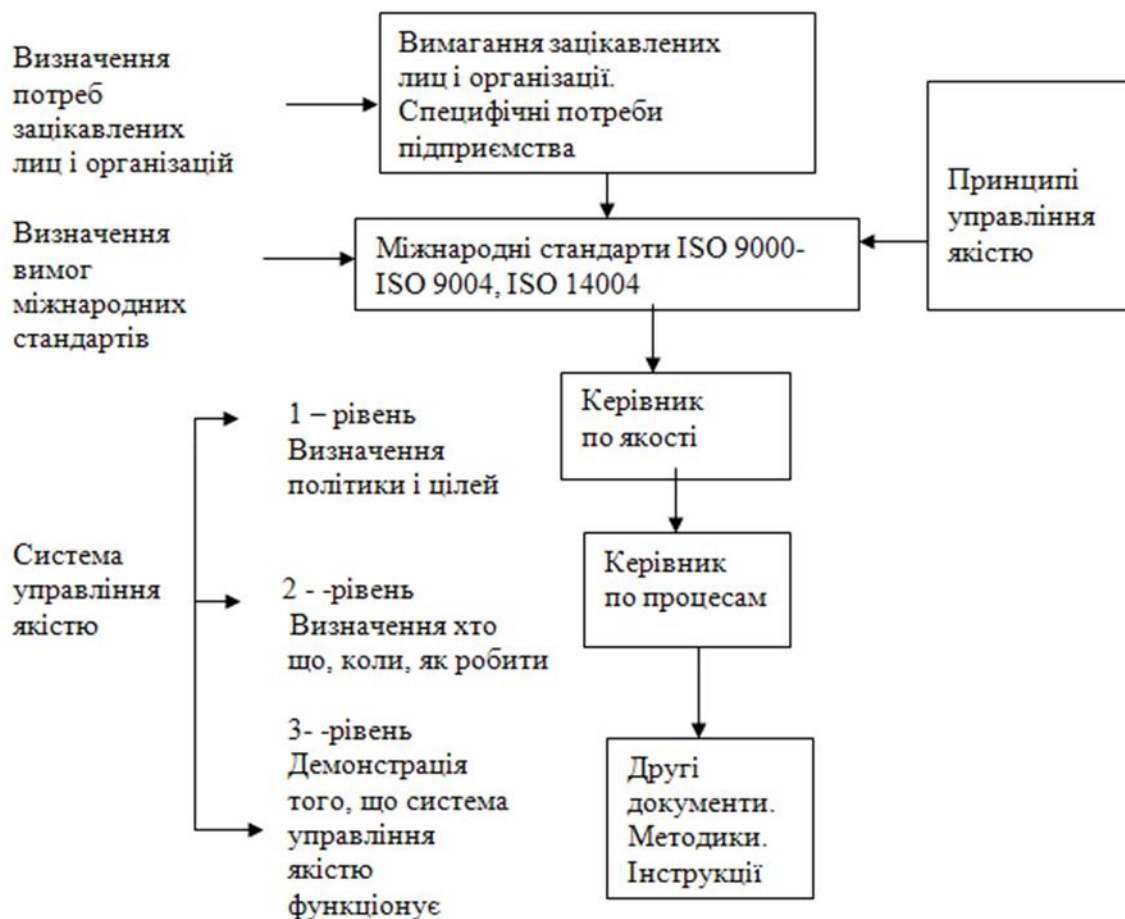 Визначення
потреб
зацікавлених
лиц і організацій
Вимагання зацікавлених
лиц і організації.
Специфічні потреби
підприємства
Принципі
управління
якістю
Визначення
вимог
міжнародних
стандартів
Міжнародні стандарти ISO 9000-
ISO 9004, ISO 14004
Керівник
по якості
1 – рівень
Визначення
політики і цілей
Система
управління
якістю
Керівник
по процесам
2 - -рівень
Визначення хто
що, коли, як робити
3- -рівень
Демонстрація
того, що система
управління
якістю
функціонує
Другі
документи.
Методики.
Інструкції